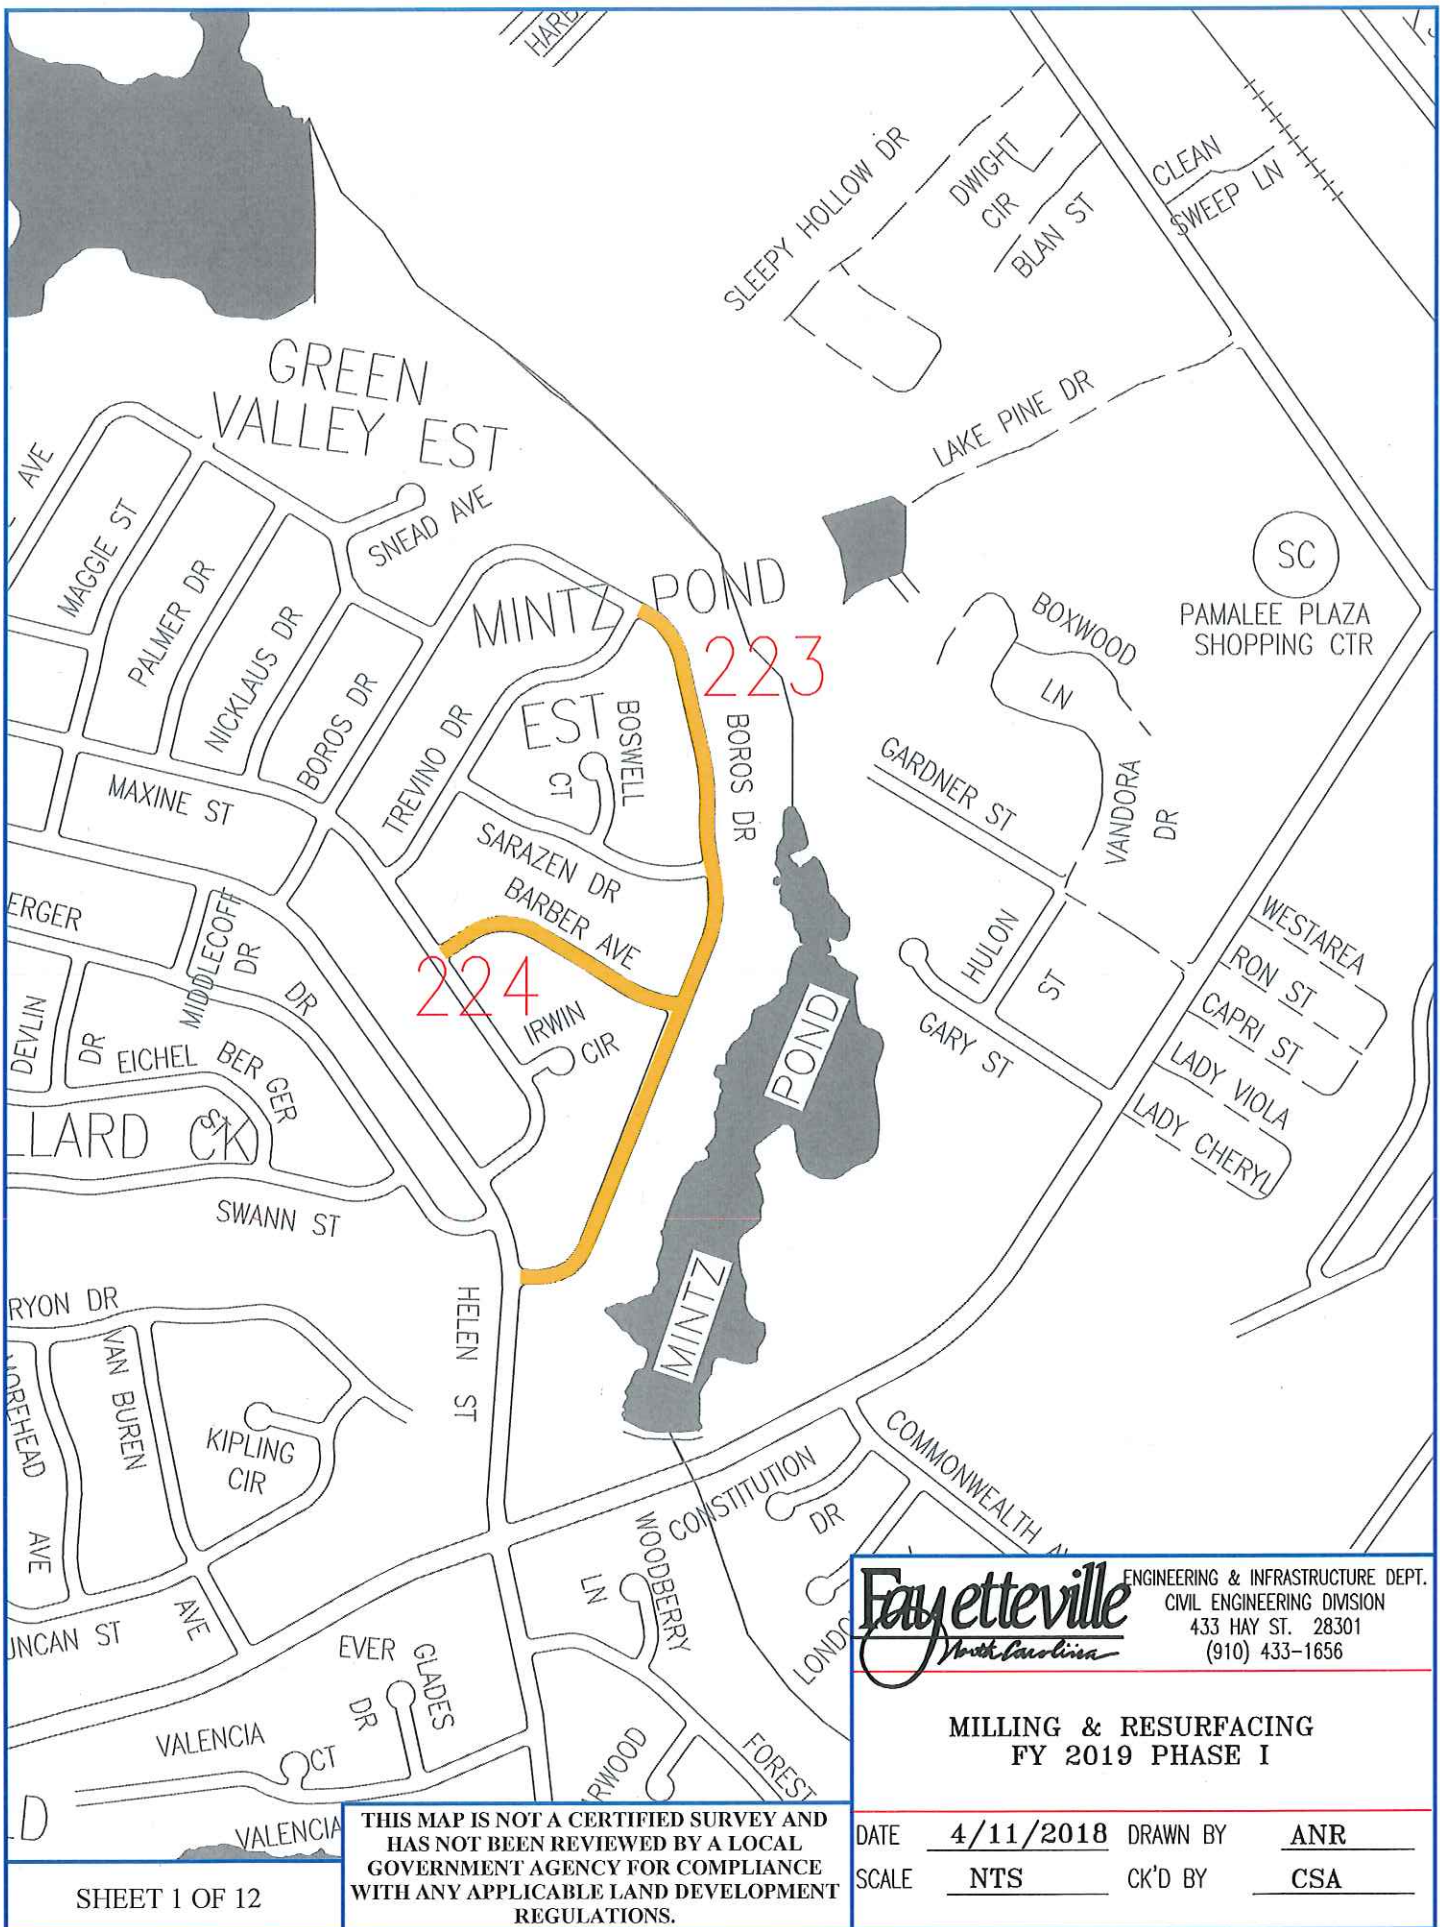 HARB
SLEEPY HOLLOW DR
DWIGHT
CIR
BLAN ST
CLEAN
SWEEP LN
GREEN
VALLEY EST
LAKE PINE DR
AVE
MAGGIE ST
SNEAD AVE
PALMER DR
NICKLAUS DR
BOROS DR
MINTZ POND
EST
223
SC
PAMALEE PLAZA
SHOPPING CTR
BOXWOOD
LN
TREVINO DR
BOSWELL
CT
BOROS DR
GARDNER ST
VANDORA
DR
MAXINE ST
SARAZEN DR
BARBER AVE
224
ERGER
MIDDLECOFF
DR
DR
HULON
ST
WESTAREA
RON ST
CAPRI ST
LADY VIOLA
LADY CHERYL
DEVLIN
DR
EICHEL BER GER
ST
IRWIN
CIR
POND
GARY ST
LLARD CK
SWANN ST
MINTZ
RYON DR
HELEN ST
VAN BUREN
MOREHEAD
AVE
KIPLING
CIR
CONSTITUTION
DR
COMMONWEALTH
WOODBERRY
LN
UNCAN ST
AVE
EVER GLADES
DR
LOND
VALENCIA
CT
RWOOD
FOREST
D
VALENCIA
Fayetteville
North Carolina
ENGINEERING & INFRASTRUCTURE DEPT.
CIVIL ENGINEERING DIVISION
433 HAY ST. 28301
(910) 433-1656
MILLING & RESURFACING
FY 2019 PHASE I
DATE 4/11/2018 DRAWN BY ANR
SCALE NTS CK'D BY CSA
THIS MAP IS NOT A CERTIFIED SURVEY AND
HAS NOT BEEN REVIEWED BY A LOCAL
GOVERNMENT AGENCY FOR COMPLIANCE
WITH ANY APPLICABLE LAND DEVELOPMENT
REGULATIONS.
SHEET 1 OF 12